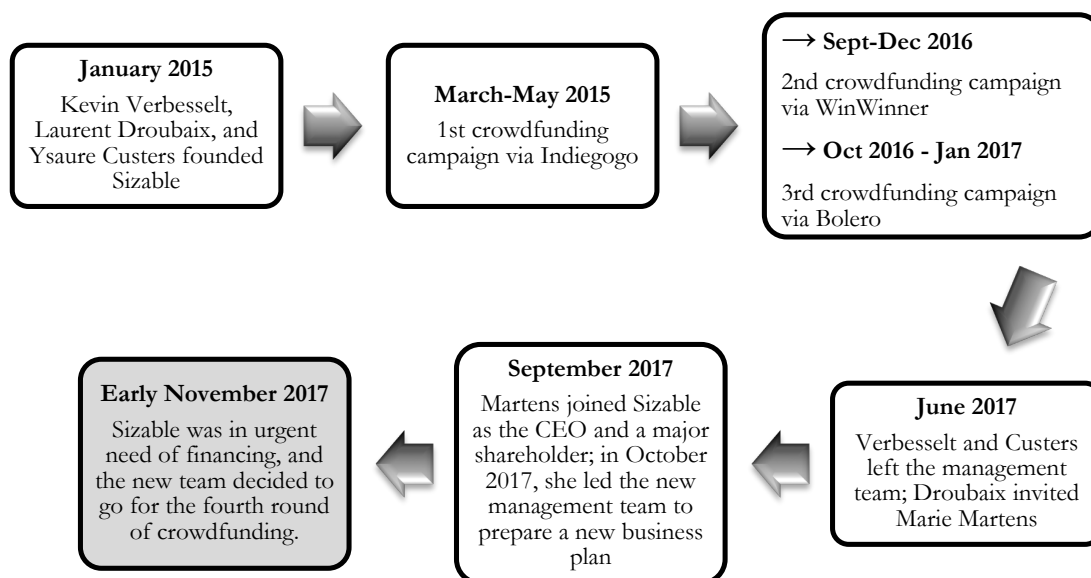 January 2015
Kevin Verbesselt,
Laurent Droubaix, and
Ysaure Custers founded
Sizable
March-May 2015
1st crowdfunding
campaign via Indiegogo
→ Sept-Dec 2016
2nd crowdfunding campaign
via WinWinner
→ Oct 2016 - Jan 2017
3rd crowdfunding campaign
via Bolero
June 2017
Verbesselt and Custers
left the management
team; Droubaix invited
Marie Martens
September 2017
Martens joined Sizable
as the CEO and a major
shareholder; in October
2017, she led the new
management team to
prepare a new business
plan
Early November 2017
Sizable was in urgent
need of financing, and
the new team decided to
go for the fourth round
of crowdfunding.